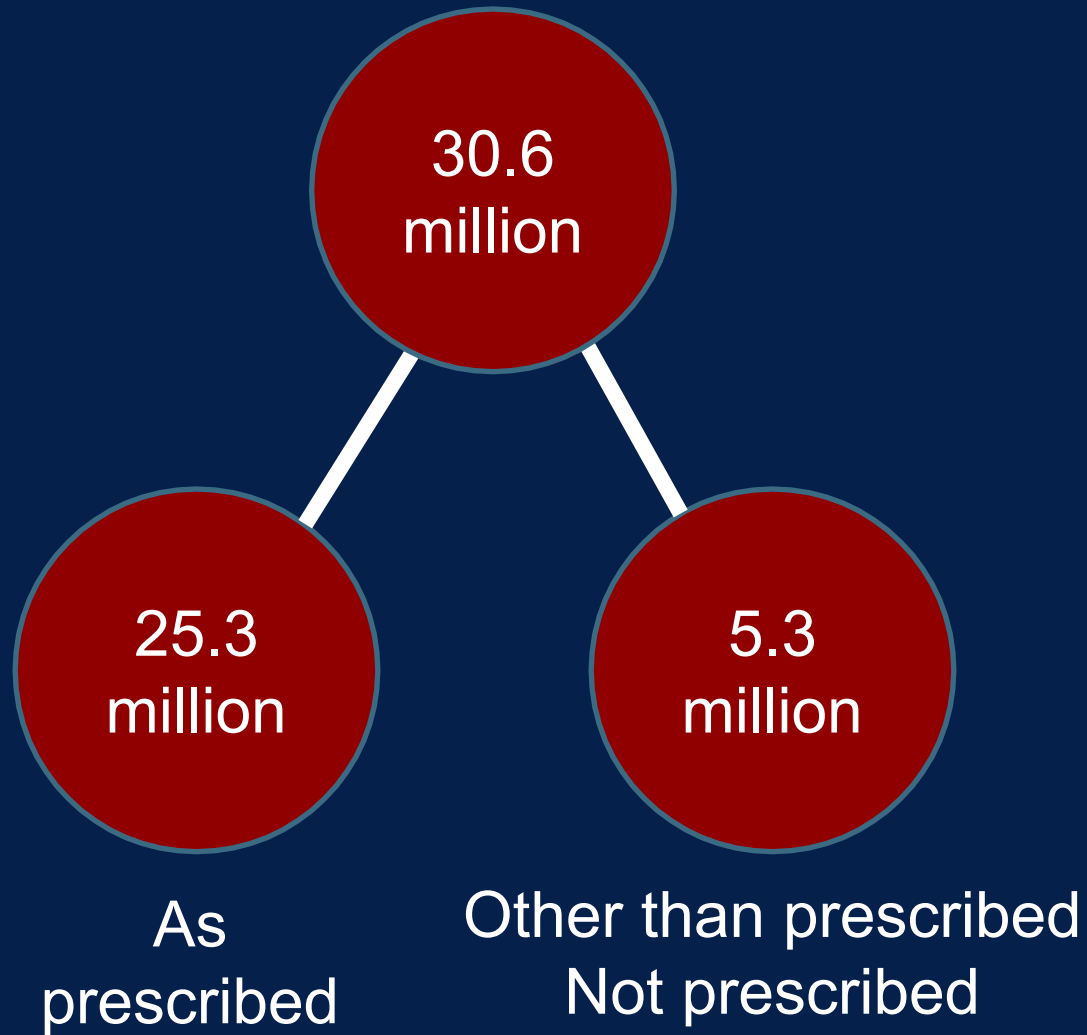 30.6
million
25.3
million
5.3
million
As
prescribed
Other than prescribed
Not prescribed